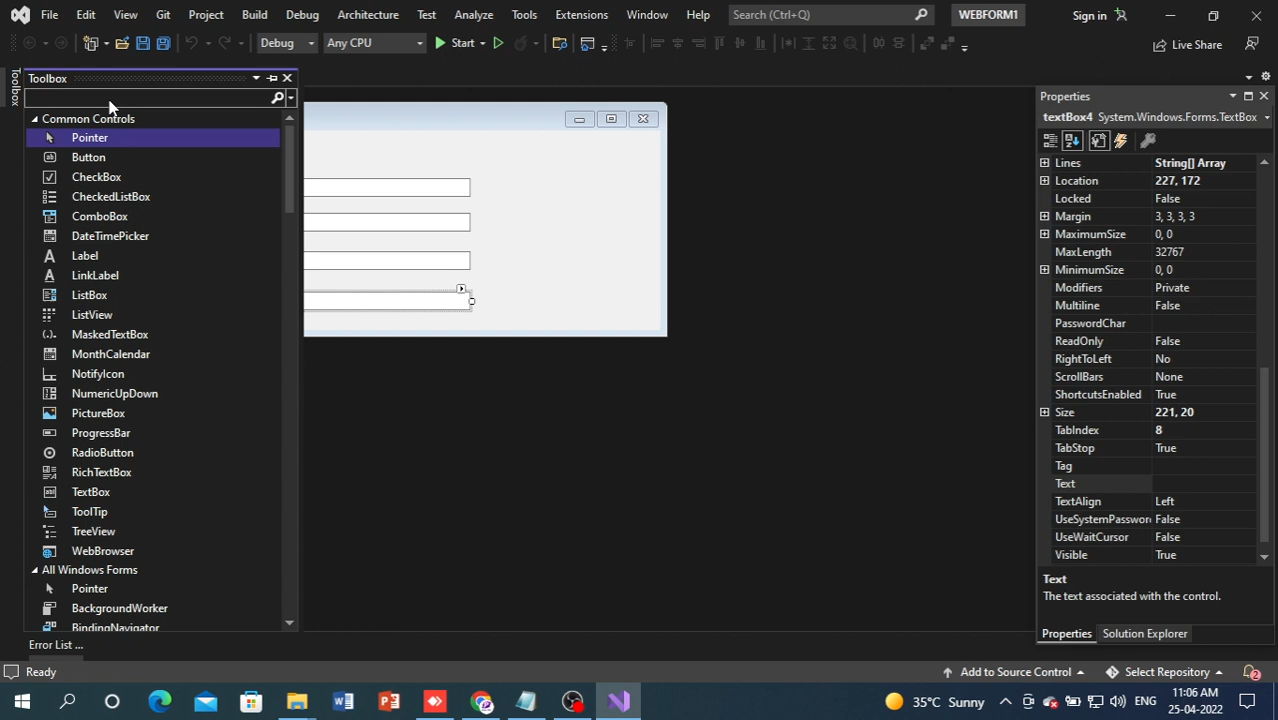 File Edit View Git Project Build Debug Architecture Test Analyze Tools Extensions Window Help Search (Ctrl+Q) WEBFORM1 Sign in
Debug Any CPU Start Live Share
Toolbox
Toolbox
Common Controls
Pointer
Button
CheckBox
CheckedListBox
ComboBox
DateTimePicker
Label
LinkLabel
ListBox
ListView
MaskedTextBox
MonthCalendar
NotifyIcon
NumericUpDown
PictureBox
ProgressBar
RadioButton
RichTextBox
TextBox
ToolTip
TreeView
WebBrowser
All Windows Forms
Pointer
BackgroundWorker
BindingNavigator
Error List ...
Properties
textBox4 System.Windows.Forms.TextBox
Lines String[] Array
Location 227, 172
Locked False
Margin 3, 3, 3, 3
MaximumSize 0, 0
MaxLength 32767
MinimumSize 0, 0
Modifiers Private
Multiline False
PasswordChar
ReadOnly False
RightToLeft No
ScrollBars None
ShortcutsEnabled True
Size 221, 20
TabIndex 8
TabStop True
Tag
Text
TextAlign Left
UseSystemPassword False
UseWaitCursor False
Visible True
Text
The text associated with the control.
Properties Solution Explorer
Ready Add to Source Control Select Repository 2
35°C Sunny ENG 11:06 AM
25-04-2022